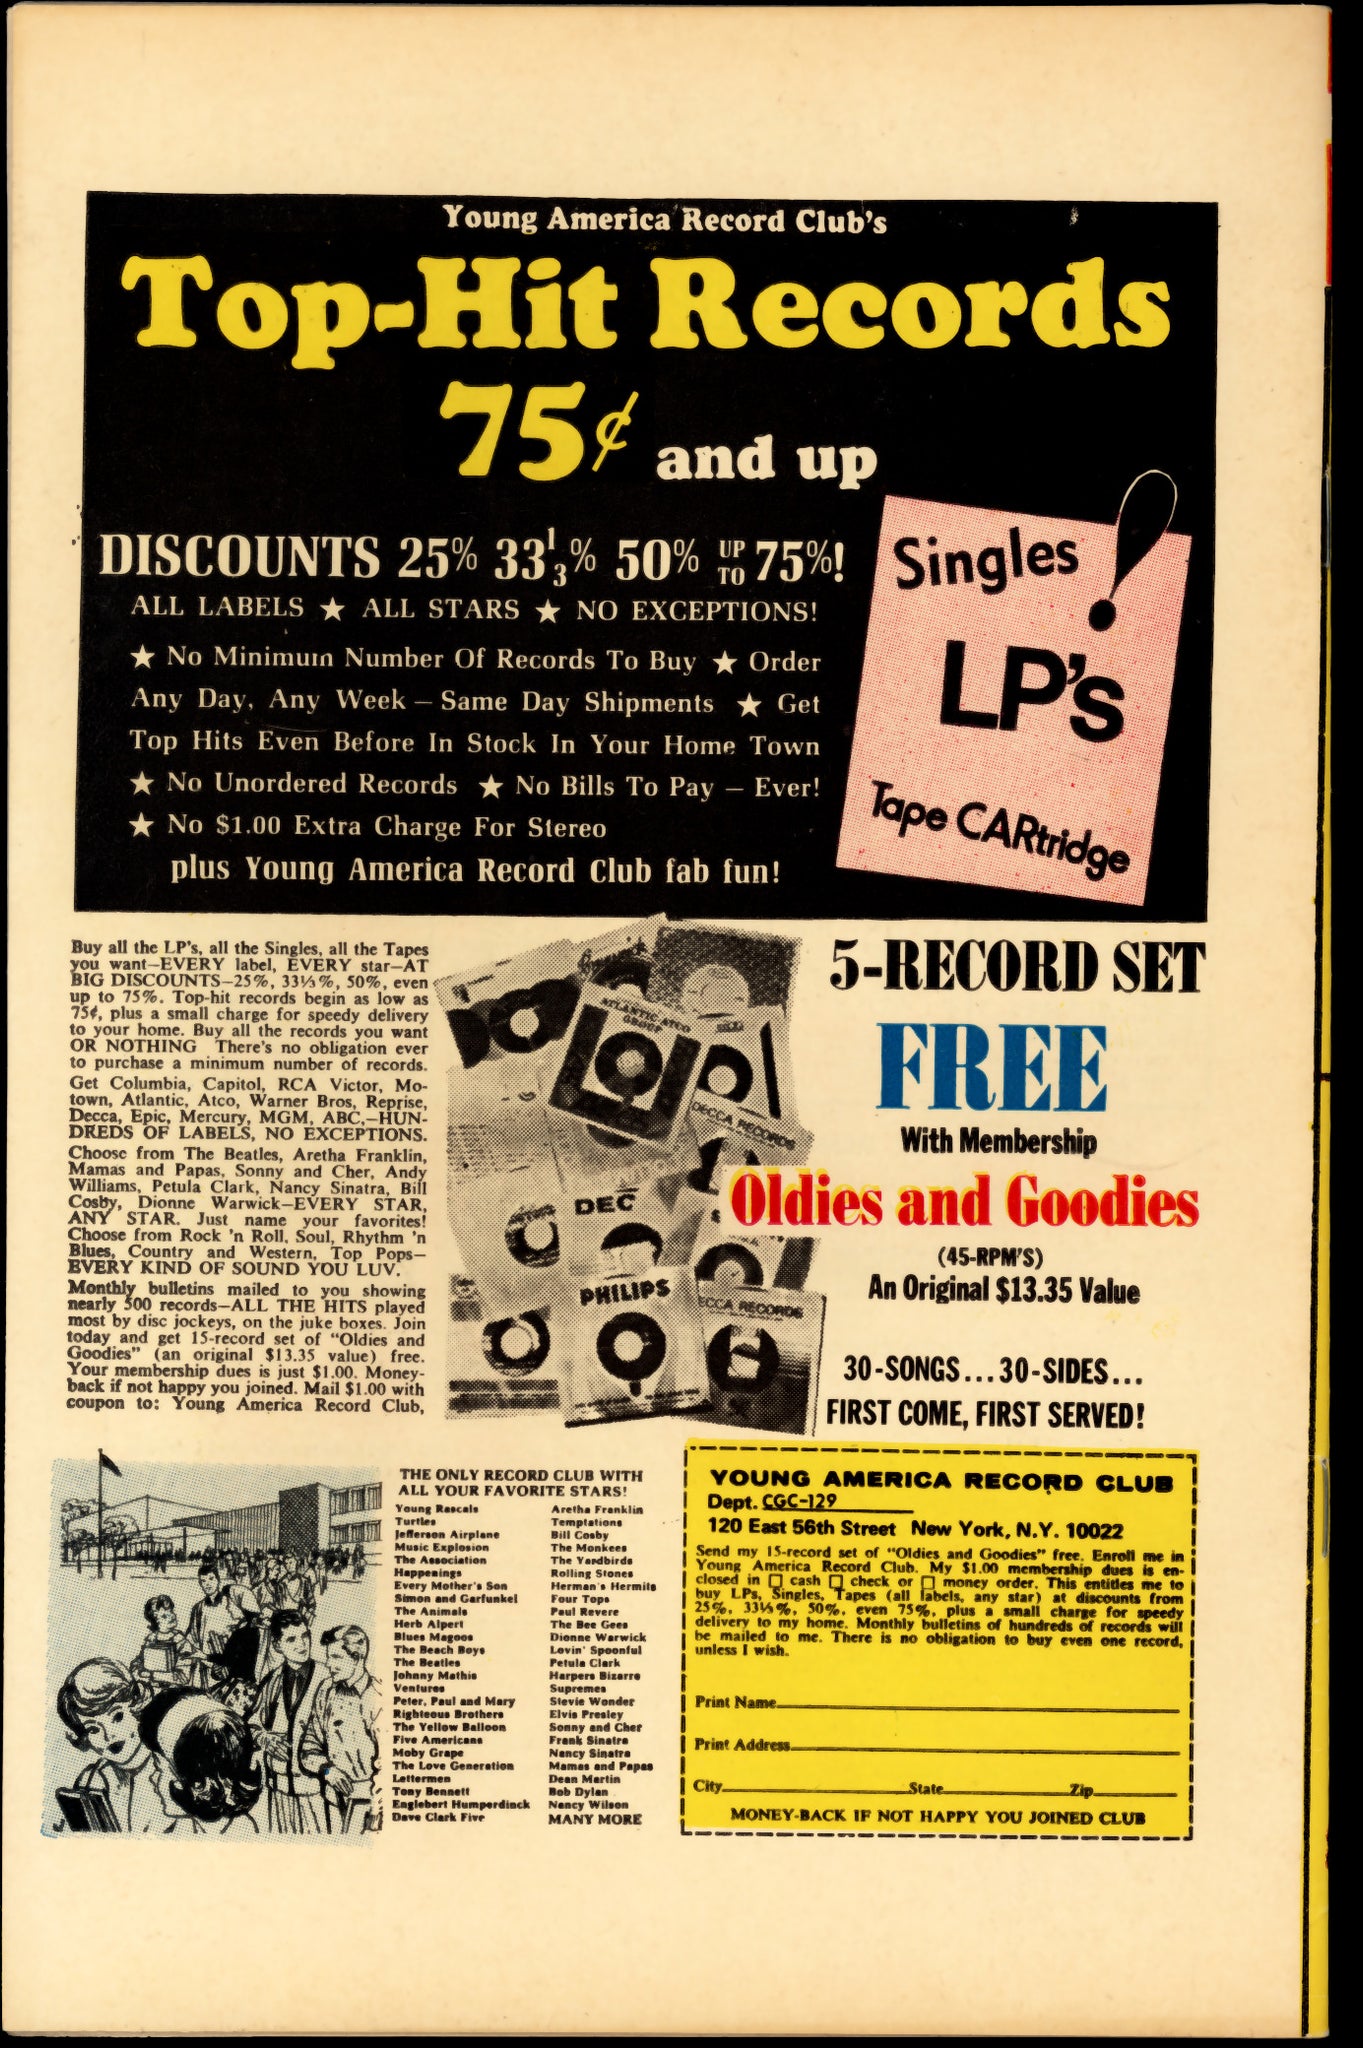 Young America Record Club's
Top-Hit Records
75¢ and up
DISCOUNTS 25% 33⅓% 50% UP TO 75%!
ALL LABELS ★ ALL STARS ★ NO EXCEPTIONS!
★ No Minimum Number Of Records To Buy ★ Order
Any Day, Any Week — Same Day Shipments ★ Get
Top Hits Even Before In Stock In Your Home Town
★ No Unordered Records ★ No Bills To Pay — Ever!
★ No $1.00 Extra Charge For Stereo
plus Young America Record Club fab fun!
Singles !
LP's
Tape CARtridge
Buy all the LP's, all the Singles, all the Tapes
you want—EVERY label, EVERY star—AT
BIG DISCOUNTS—25%, 33⅓%, 50%, even
up to 75%. Top-hit records begin as low as
75¢, plus a small charge for speedy delivery
to your home. Buy all the records you want
OR NOTHING There's no obligation ever
to purchase a minimum number of records.
Get Columbia, Capitol, RCA Victor, Mo-
town, Atlantic, Atco, Warner Bros, Reprise,
Decca, Epic, Mercury, MGM, ABC,—HUN-
DREDS OF LABELS, NO EXCEPTIONS.
Choose from The Beatles, Aretha Franklin,
Mamas and Papas, Sonny and Cher, Andy
Williams, Petula Clark, Nancy Sinatra, Bill
Cosby, Dionne Warwick—EVERY STAR,
ANY STAR. Just name your favorites!
Choose from Rock 'n Roll, Soul, Rhythm 'n
Blues, Country and Western, Top Pops—
EVERY KIND OF SOUND YOU LUV.
Monthly bulletins mailed to you showing
nearly 500 records—ALL THE HITS played
most by disc jockeys, on the juke boxes. Join
today and get 15-record set of "Oldies and
Goodies" (an original $13.35 value) free.
Your membership dues is just $1.00. Money-
back if not happy you joined. Mail $1.00 with
coupon to: Young America Record Club,
ATLANTIC-ATCO
GROUP
DECCA RECORDS
DEC
PHILIPS
ECCA RECORDS
5-RECORD SET
FREE
With Membership
Oldies and Goodies
(45-RPM'S)
An Original $13.35 Value
30-SONGS...30-SIDES...
FIRST COME, FIRST SERVED!
THE ONLY RECORD CLUB WITH
ALL YOUR FAVORITE STARS!
Young Rascals
Turtles
Jefferson Airplane
Music Explosion
The Association
Happenings
Every Mother's Son
Simon and Garfunkel
The Animals
Herb Alpert
Blues Magoos
The Beach Boys
The Beatles
Johnny Mathis
Ventures
Peter, Paul and Mary
Righteous Brothers
The Yellow Balloon
Five Americans
Moby Grape
The Love Generation
Lettermen
Tony Bennett
Englebert Humperdinck
Dave Clark Five
Aretha Franklin
Temptations
Bill Cosby
The Monkees
The Yardbirds
Rolling Stones
Herman's Hermits
Four Tops
Paul Revere
The Bee Gees
Dionne Warwick
Lovin' Spoonful
Petula Clark
Harpers Bizarre
Supremes
Stevie Wonder
Elvis Presley
Sonny and Cher
Frank Sinatra
Nancy Sinatra
Mamas and Papas
Dean Martin
Bob Dylan
Nancy Wilson
MANY MORE
YOUNG AMERICA RECORD CLUB
Dept. CGC-129
120 East 56th Street New York, N.Y. 10022
Send my 15-record set of "Oldies and Goodies" free. Enroll me in
Young America Record Club. My $1.00 membership dues is en-
closed in □ cash □ check or □ money order. This entitles me to
buy LPs, Singles, Tapes (all labels, any star) at discounts from
25%, 33⅓%, 50%, even 75%, plus a small charge for speedy
delivery to my home. Monthly bulletins of hundreds of records will
be mailed to me. There is no obligation to buy even one record,
unless I wish.
Print Name
Print Address
City State Zip
MONEY-BACK IF NOT HAPPY YOU JOINED CLUB